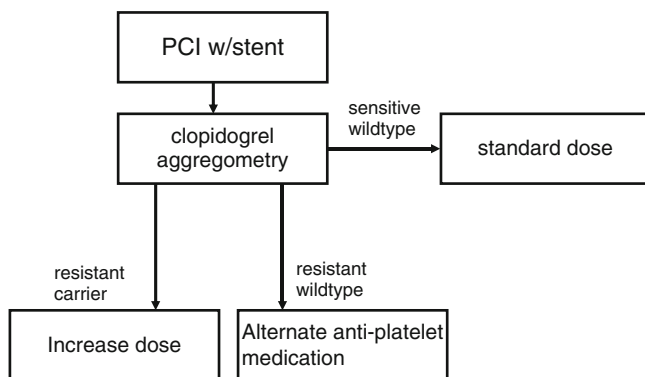 PCI w/stent
clopidogrel
aggregometry
sensitive
wildtype
standard dose
resistant
carrier
resistant
wildtype
Increase dose
Alternate anti-platelet
medication